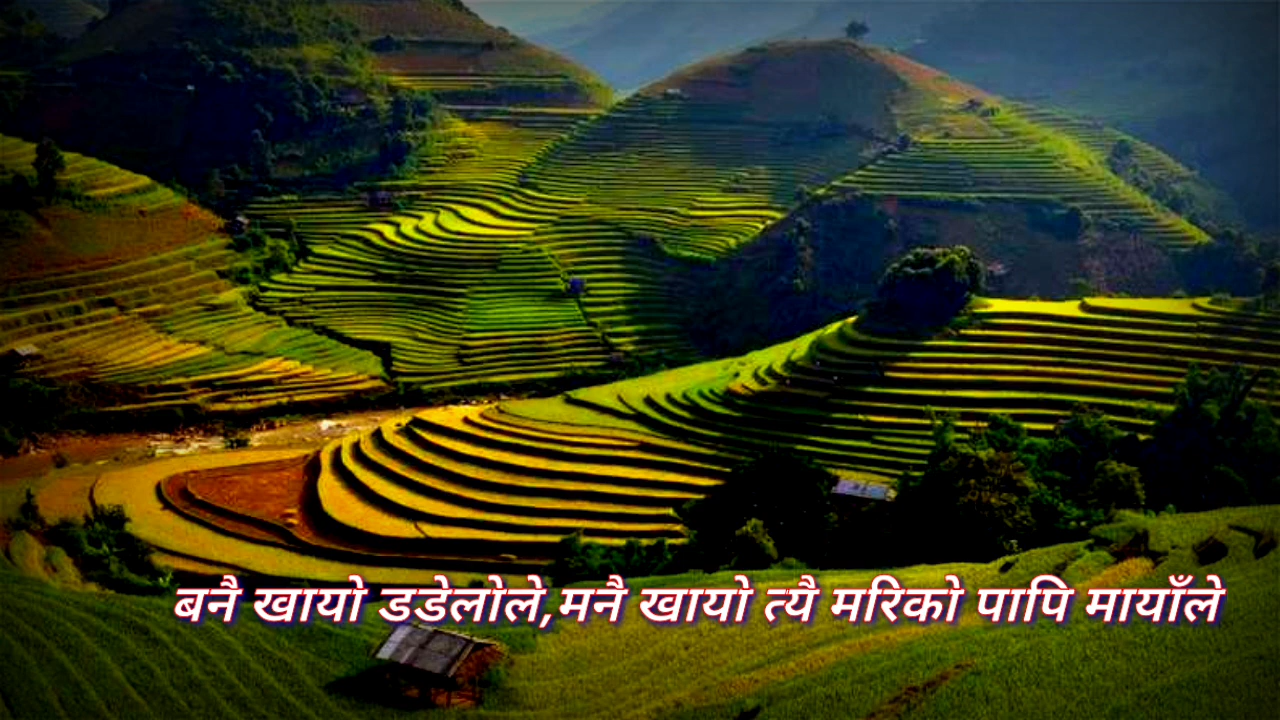 बनै खायो डडेलोले,मनै खायो त्यै मरिको पापि मायाँले